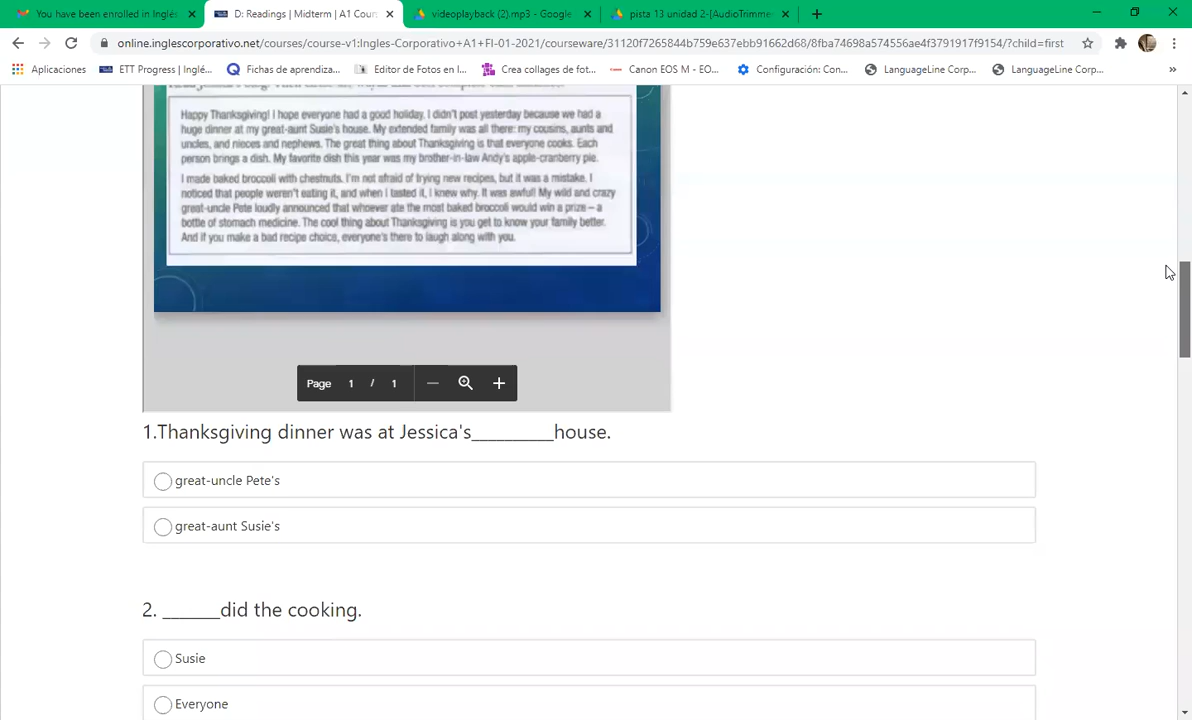 You have been enrolled in Inglés
D: Readings | Midterm | A1 Cour
videoplayback (2).mp3 - Google
pista 13 unidad 2-[AudioTrimme
online.inglescorporativo.net/courses/course-v1:Ingles-Corporativo+A1+FI-01-2021/courseware/31120f7265844b759e637ebb91662d68/8fba74698a574556ae4f3791917f9154/?child=first
Aplicaciones
ETT Progress | Inglé...
Fichas de aprendiza...
Editor de Fotos en l...
Crea collages de fot...
Canon EOS M - EO...
Configuración: Con...
LanguageLine Corp...
LanguageLine Corp...
Happy Thanksgiving! I hope everyone had a good holiday. I didn't post yesterday because we had a
huge dinner at my great-aunt Susie's house. My extended family was all there: my cousins, aunts and
uncles, and nieces and nephews. The great thing about Thanksgiving is that everyone cooks. Each
person brings a dish. My favorite dish this year was my brother-in-law Andy's apple-cranberry pie.
I made baked broccoli with chestnuts. I'm not afraid of trying new recipes, but it was a mistake. I
noticed that people weren't eating it, and when I tasted it, I knew why. It was awful! My wild and crazy
great-uncle Pete loudly announced that whoever ate the most baked broccoli would win a prize – a
bottle of stomach medicine. The cool thing about Thanksgiving is you get to know your family better.
And if you make a bad recipe choice, everyone's there to laugh along with you.
Page 1 / 1
1.Thanksgiving dinner was at Jessica's__________house.
great-uncle Pete's
great-aunt Susie's
2. _______did the cooking.
Susie
Everyone